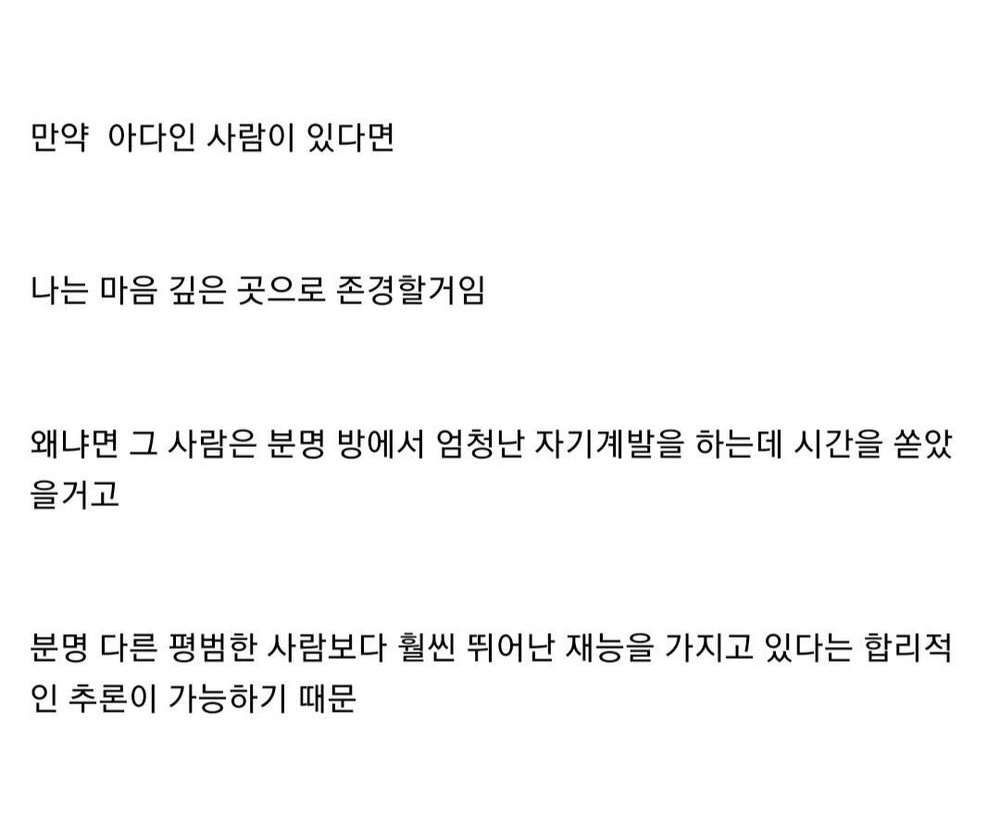 만약  아다인 사람이 있다면
나는 마음 깊은 곳으로 존경할거임
왜냐면 그 사람은 분명 방에서 엄청난 자기계발을 하는데 시간을 쏟았
을거고
분명 다른 평범한 사람보다 훨씬 뛰어난 재능을 가지고 있다는 합리적
인 추론이 가능하기 때문